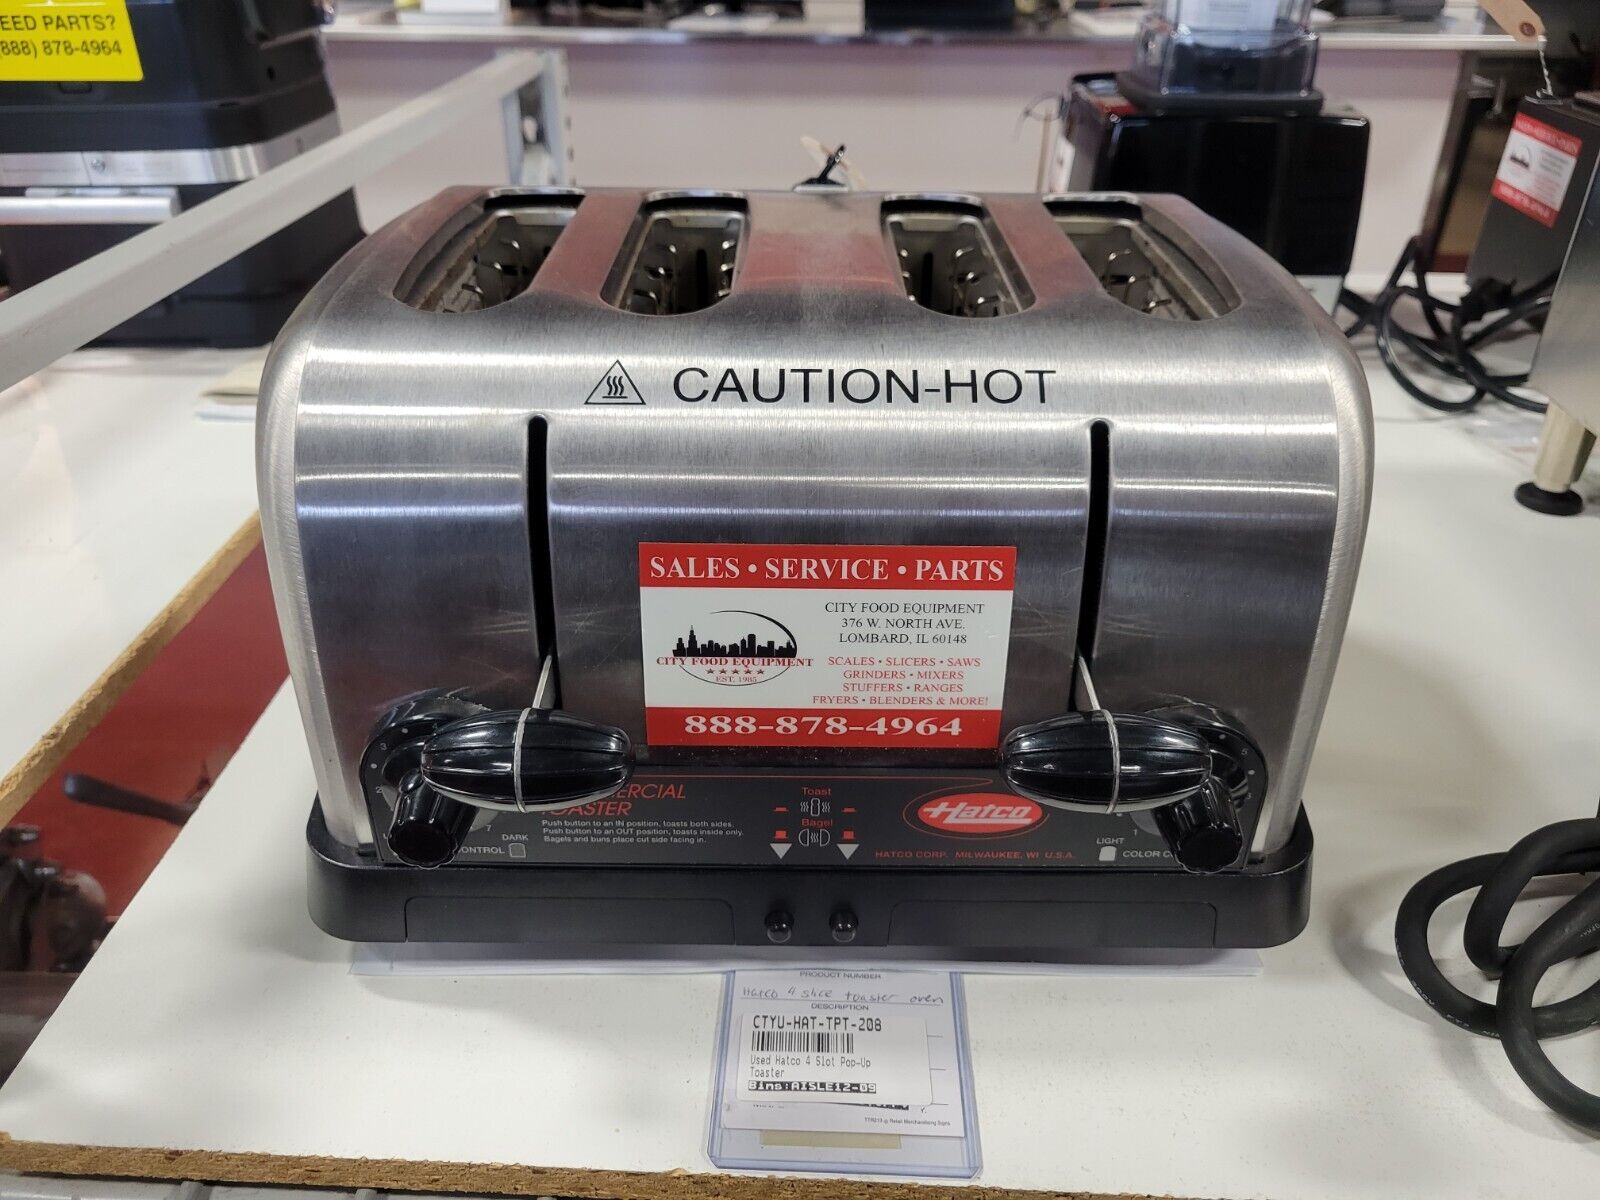 EED PARTS?
(888) 878-4964
CAUTION-HOT
SALES • SERVICE • PARTS
CITY FOOD EQUIPMENT
376 W. NORTH AVE.
LOMBARD, IL 60148
CITY FOOD EQUIPMENT
EST. 1985
SCALES • SLICERS • SAWS
GRINDERS • MIXERS
STUFFERS • RANGES
FRYERS • BLENDERS & MORE!
888-878-4964
ERCIAL
TOASTER
Push button to an IN position, toasts both sides.
Push button to an OUT position, toasts inside only.
Bagels and buns place cut side facing in.
DARK
ONTROL
Toast
Bagel
Hatco
HATCO CORP. MILWAUKEE, WI U.S.A.
LIGHT
COLOR C
PRODUCT NUMBER
Hatco 4 slice toaster oven
DESCRIPTION
CTYU-HAT-TPT-208
Used Hatco 4 Slot Pop-Up
Toaster
Bins:AISLE12-09